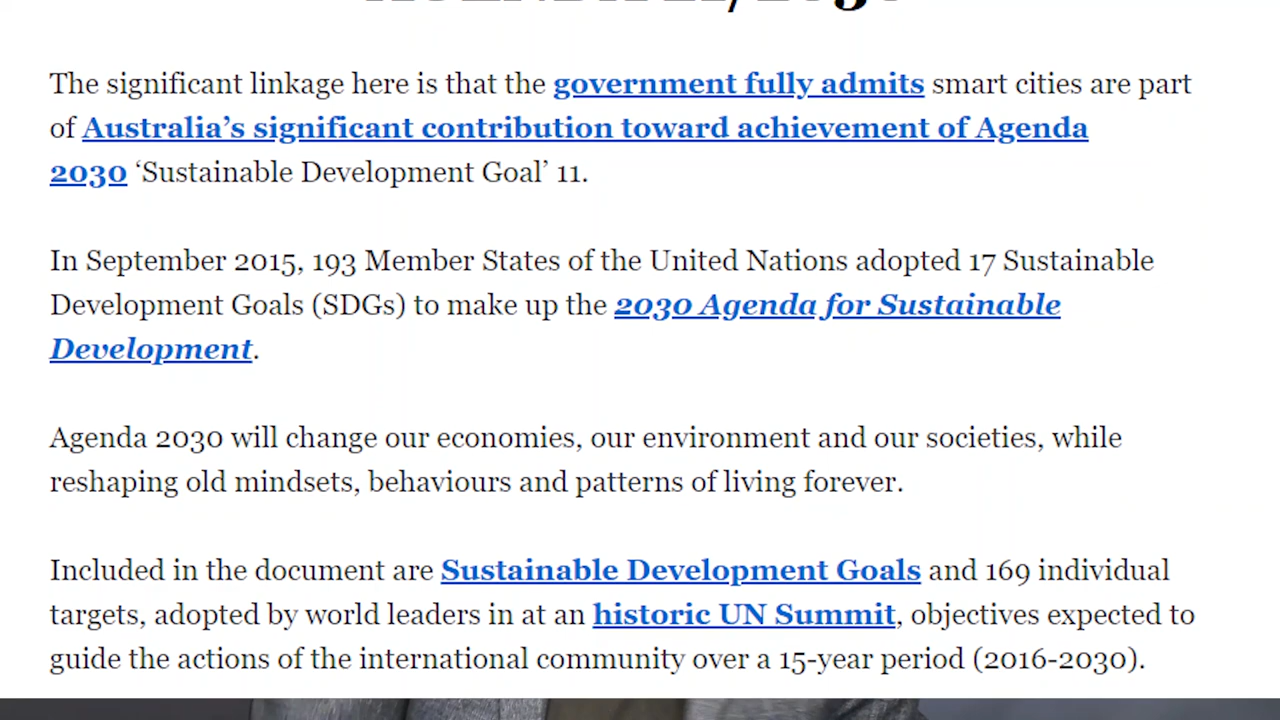 The significant linkage here is that the government fully admits smart cities are part
of Australia’s significant contribution toward achievement of Agenda
2030 ‘Sustainable Development Goal’ 11.
In September 2015, 193 Member States of the United Nations adopted 17 Sustainable
Development Goals (SDGs) to make up the 2030 Agenda for Sustainable
Development.
Agenda 2030 will change our economies, our environment and our societies, while
reshaping old mindsets, behaviours and patterns of living forever.
Included in the document are Sustainable Development Goals and 169 individual
targets, adopted by world leaders in at an historic UN Summit, objectives expected to
guide the actions of the international community over a 15-year period (2016-2030).